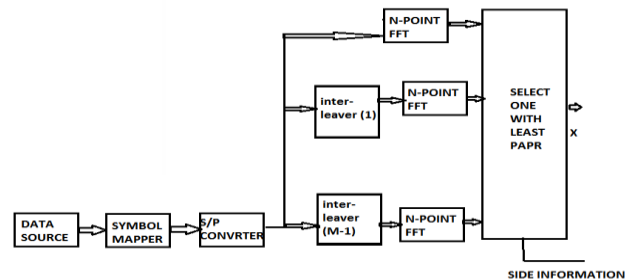 N-POINT
FFT
inter-
leaver (1)
N-POINT
FFT
SELECT
ONE
WITH
LEAST
PAPR
X
DATA
SOURCE
SYMBOL
MAPPER
S/P
CONVRTER
inter-
leaver
(M-1)
N-POINT
FFT
SIDE INFORMATION